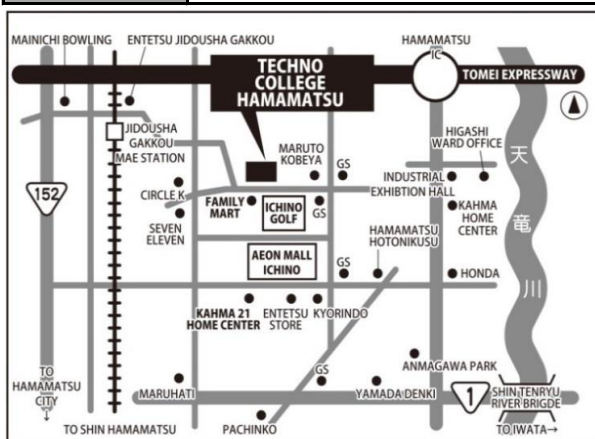 MAINICHI BOWLING
ENTETSU JIDOUSHA GAKKOU
HAMAMATSU
IC
TECHNO
COLLEGE
HAMAMATSU
TOMEI EXPRESSWAY
JIDOUSHA
GAKKOU
MAE STATION
MARUTO
KOBEYA
GS
HIGASHI
WARD OFFICE
天
竜
川
152
CIRCLE K
SEVEN
ELEVEN
FAMILY
MART
ICHINO
GOLF
GS
INDUSTRIAL
EXHIBTION HALL
KAHMA
HOME
CENTER
HAMAMATSU
HOTONIKUSU
AEON MALL
ICHINO
GS
HONDA
KAHMA 21
HOME CENTER
ENTETSU
STORE
KYORINDO
ANMAGAWA PARK
TO
HAMAMATSU
CITY
↓
MARUHATI
GS
YAMADA DENKI
1
SHIN TENRYU
RIVER BRIGDE
TO SHIN HAMAMATSU
PACHINKO
TO IWATA→